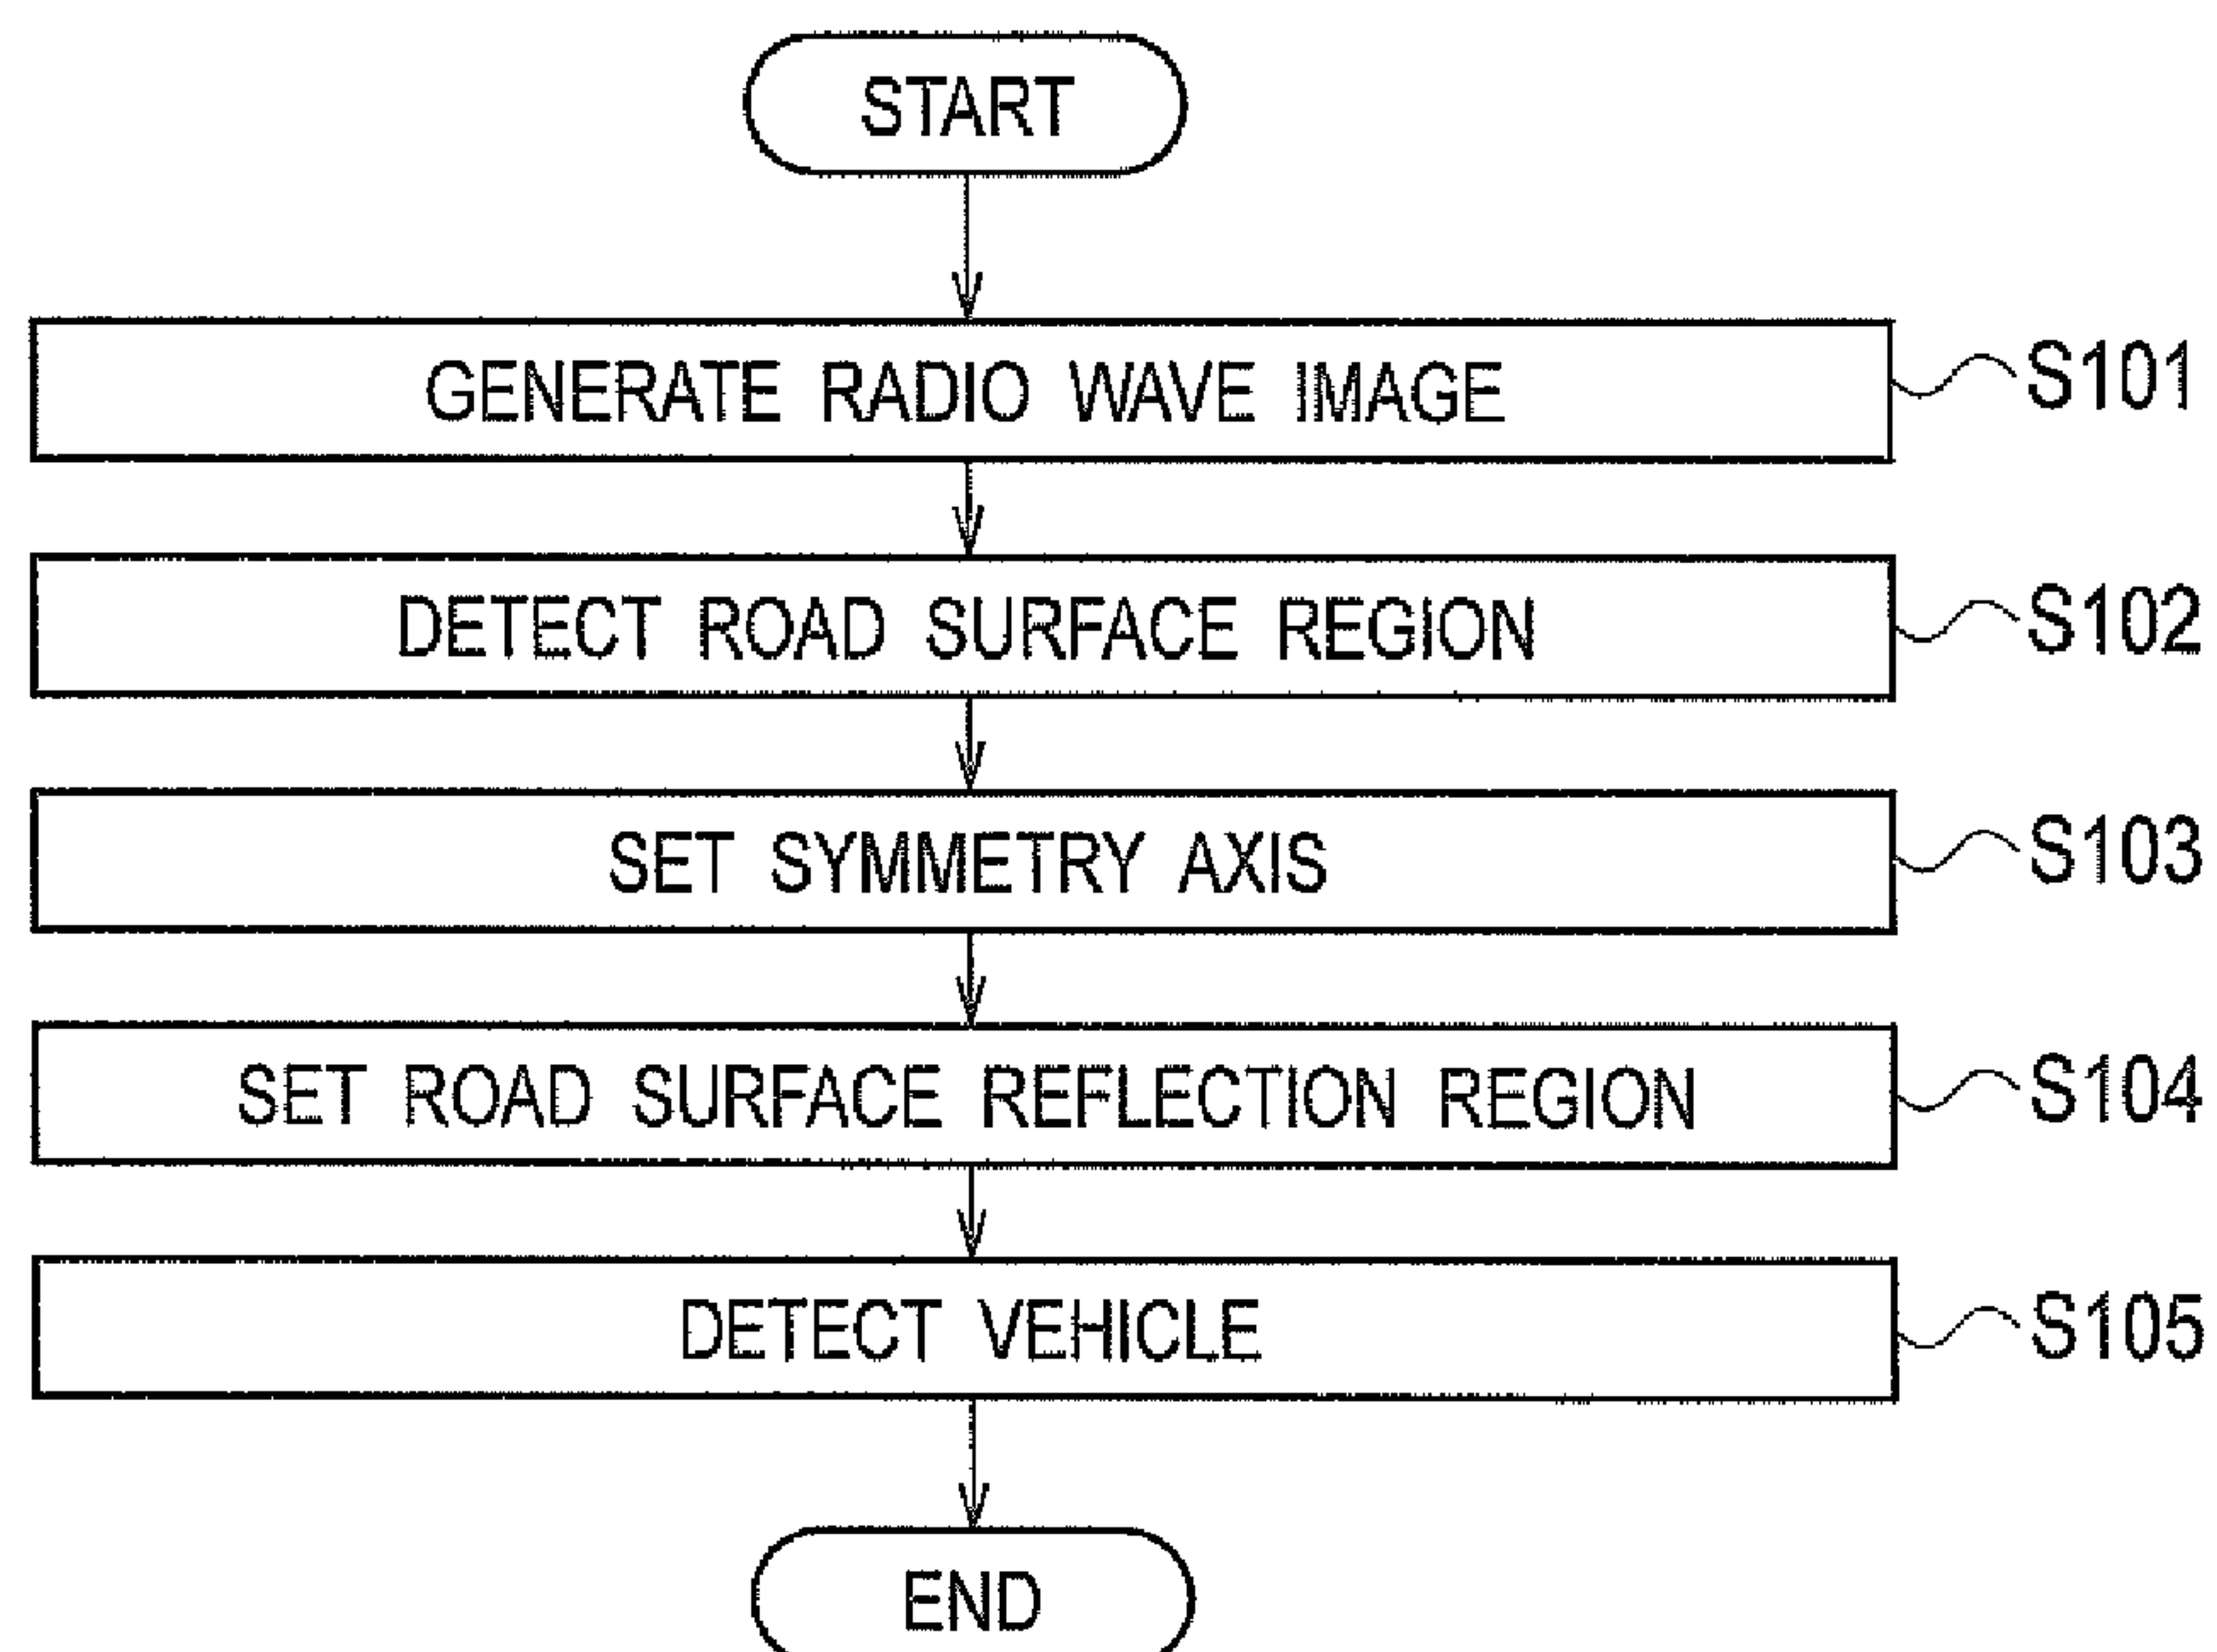 START
GENERATE RADIO WAVE IMAGE S101
DETECT ROAD SURFACE REGION S102
SET SYMMETRY AXIS S103
SET ROAD SURFACE REFLECTION REGION S104
DETECT VEHICLE S105
END